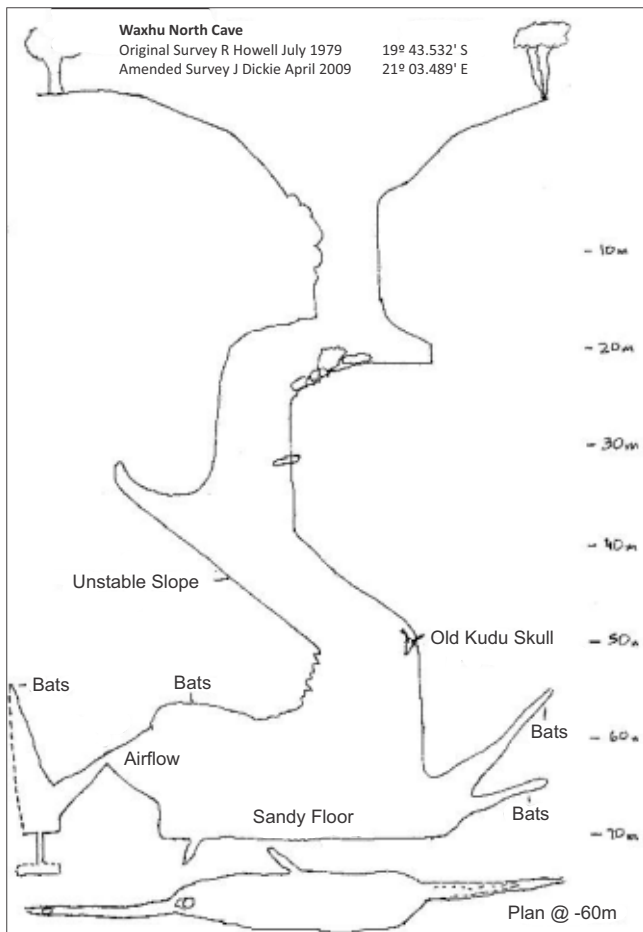 Waxhu North Cave
Original Survey R Howell July 1979 19º 43.532' S
Amended Survey J Dickie April 2009 21º 03.489' E
- 10m
- 20m
- 30m
- 40m
Unstable Slope
Old Kudu Skull
- 50m
Bats
Bats
Bats
- 60m
Airflow
Bats
Sandy Floor
- 70m
Plan @ -60m